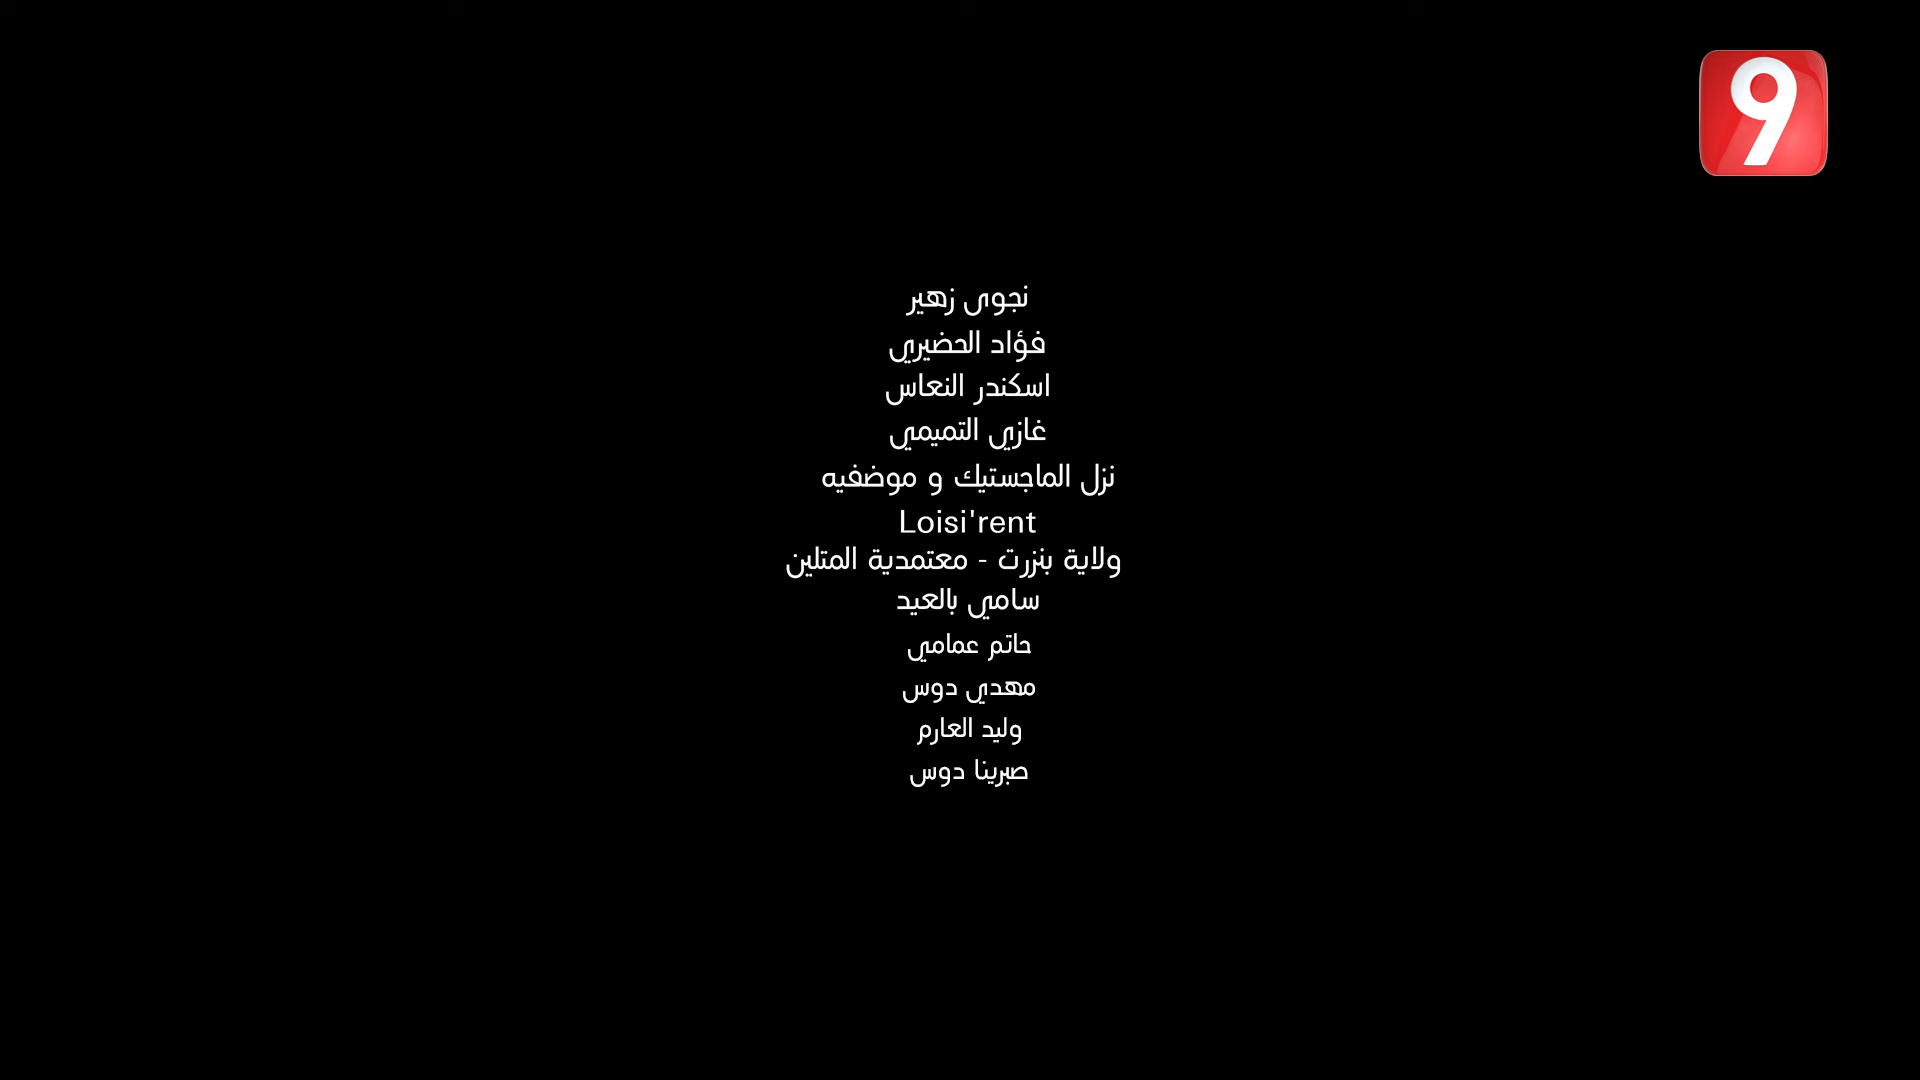 9
نجوى زهير
فؤاد الحضيري
اسكندر النعاس
غازي التميمي
نزل الماجستيك و موضفيه
Loisi'rent
ولاية بنزرت - معتمدية المتلين
سامي بالعيد
حاتم عمامي
مهدي دوس
وليد العارم
صبرينا دوس